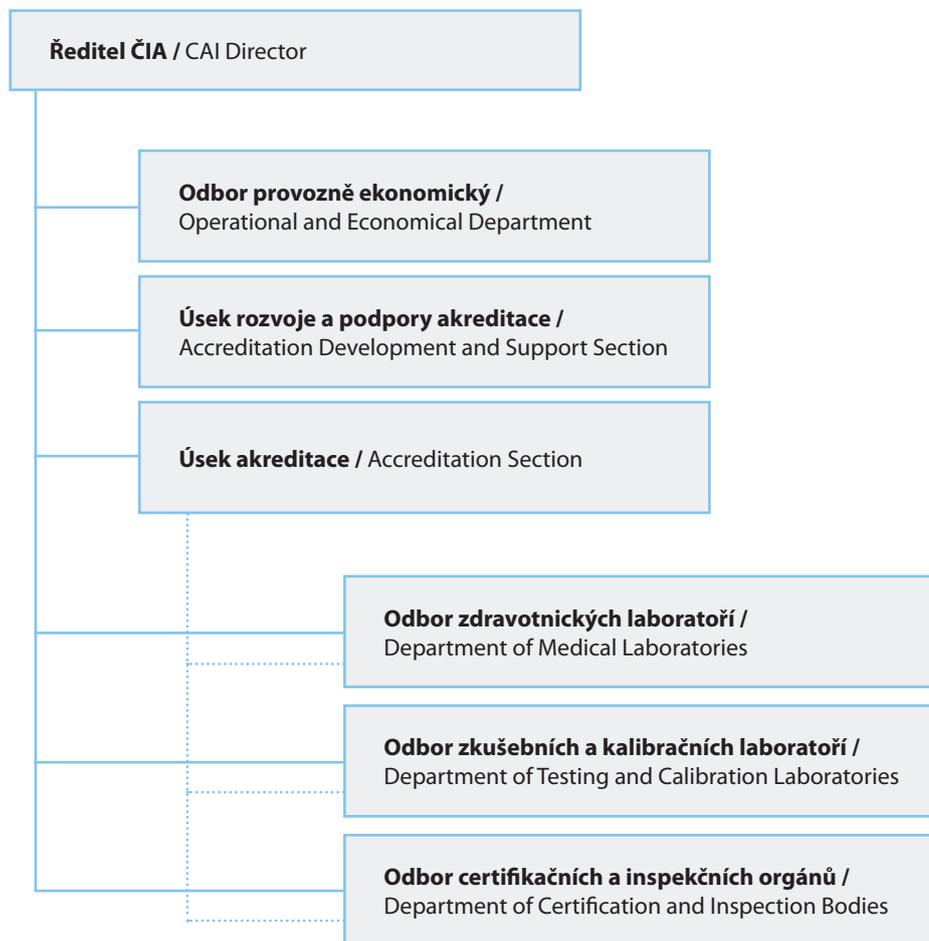 Ředitel ČIA / CAI Director
Odbor provozně ekonomický /
Operational and Economical Department
Úsek rozvoje a podpory akreditace /
Accreditation Development and Support Section
Úsek akreditace / Accreditation Section
Odbor zdravotnických laboratoří /
Department of Medical Laboratories
Odbor zkušebních a kalibračních laboratoří /
Department of Testing and Calibration Laboratories
Odbor certifikačních a inspekčních orgánů /
Department of Certification and Inspection Bodies